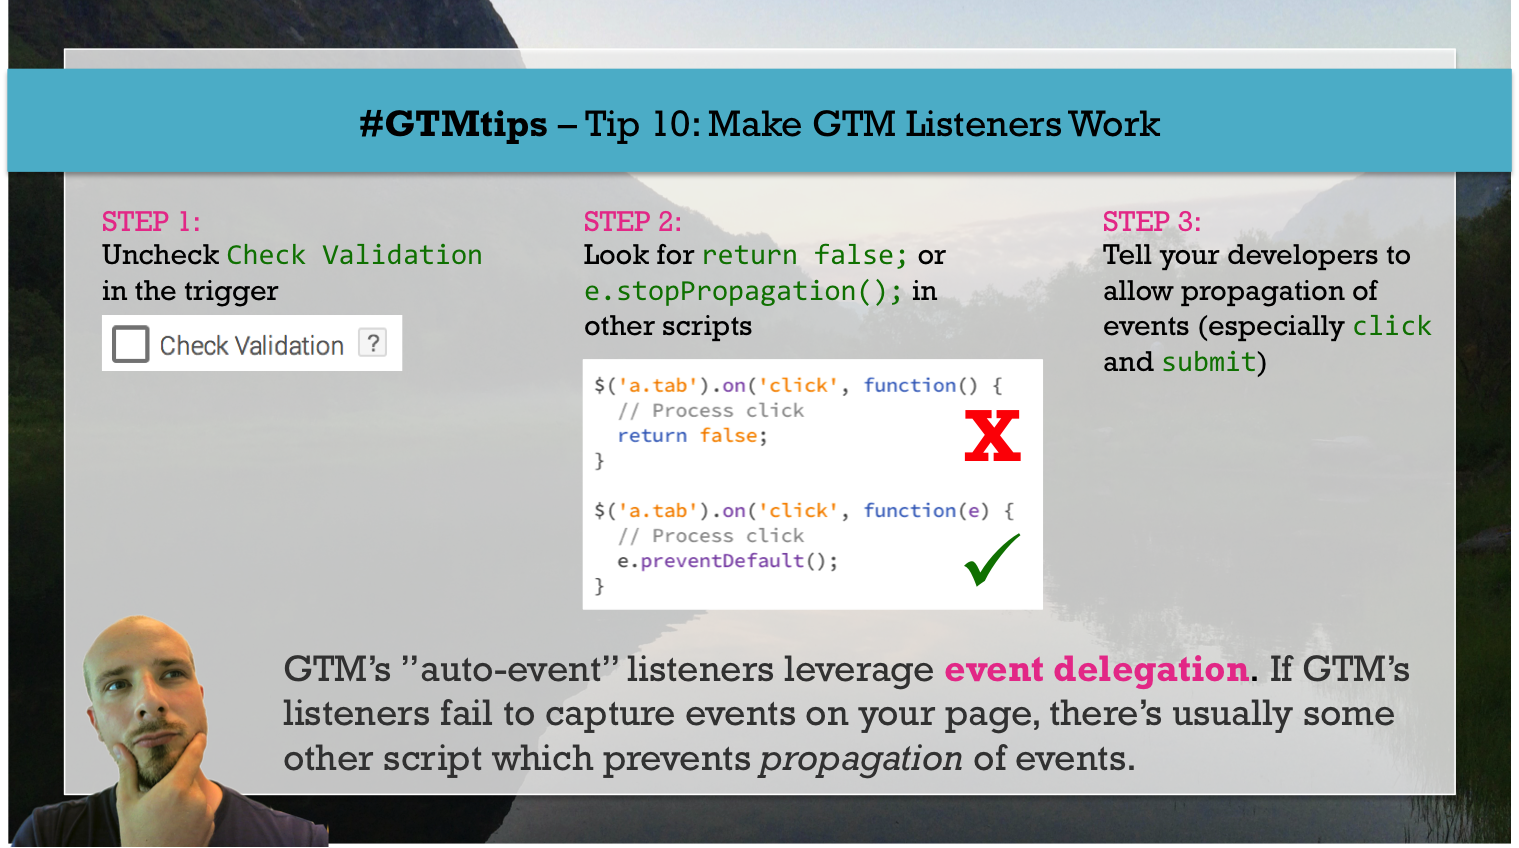 #GTMtips – Tip 10: Make GTM Listeners Work
STEP 1:
Uncheck Check Validation
in the trigger
Check Validation ?
STEP 2:
Look for return false; or
e.stopPropagation(); in
other scripts
$('a.tab').on('click', function() {
// Process click
return false;
}
X
$('a.tab').on('click', function(e) {
// Process click
e.preventDefault();
}
✓
STEP 3:
Tell your developers to
allow propagation of
events (especially click
and submit)
GTM’s ”auto-event” listeners leverage event delegation. If GTM’s
listeners fail to capture events on your page, there’s usually some
other script which prevents propagation of events.